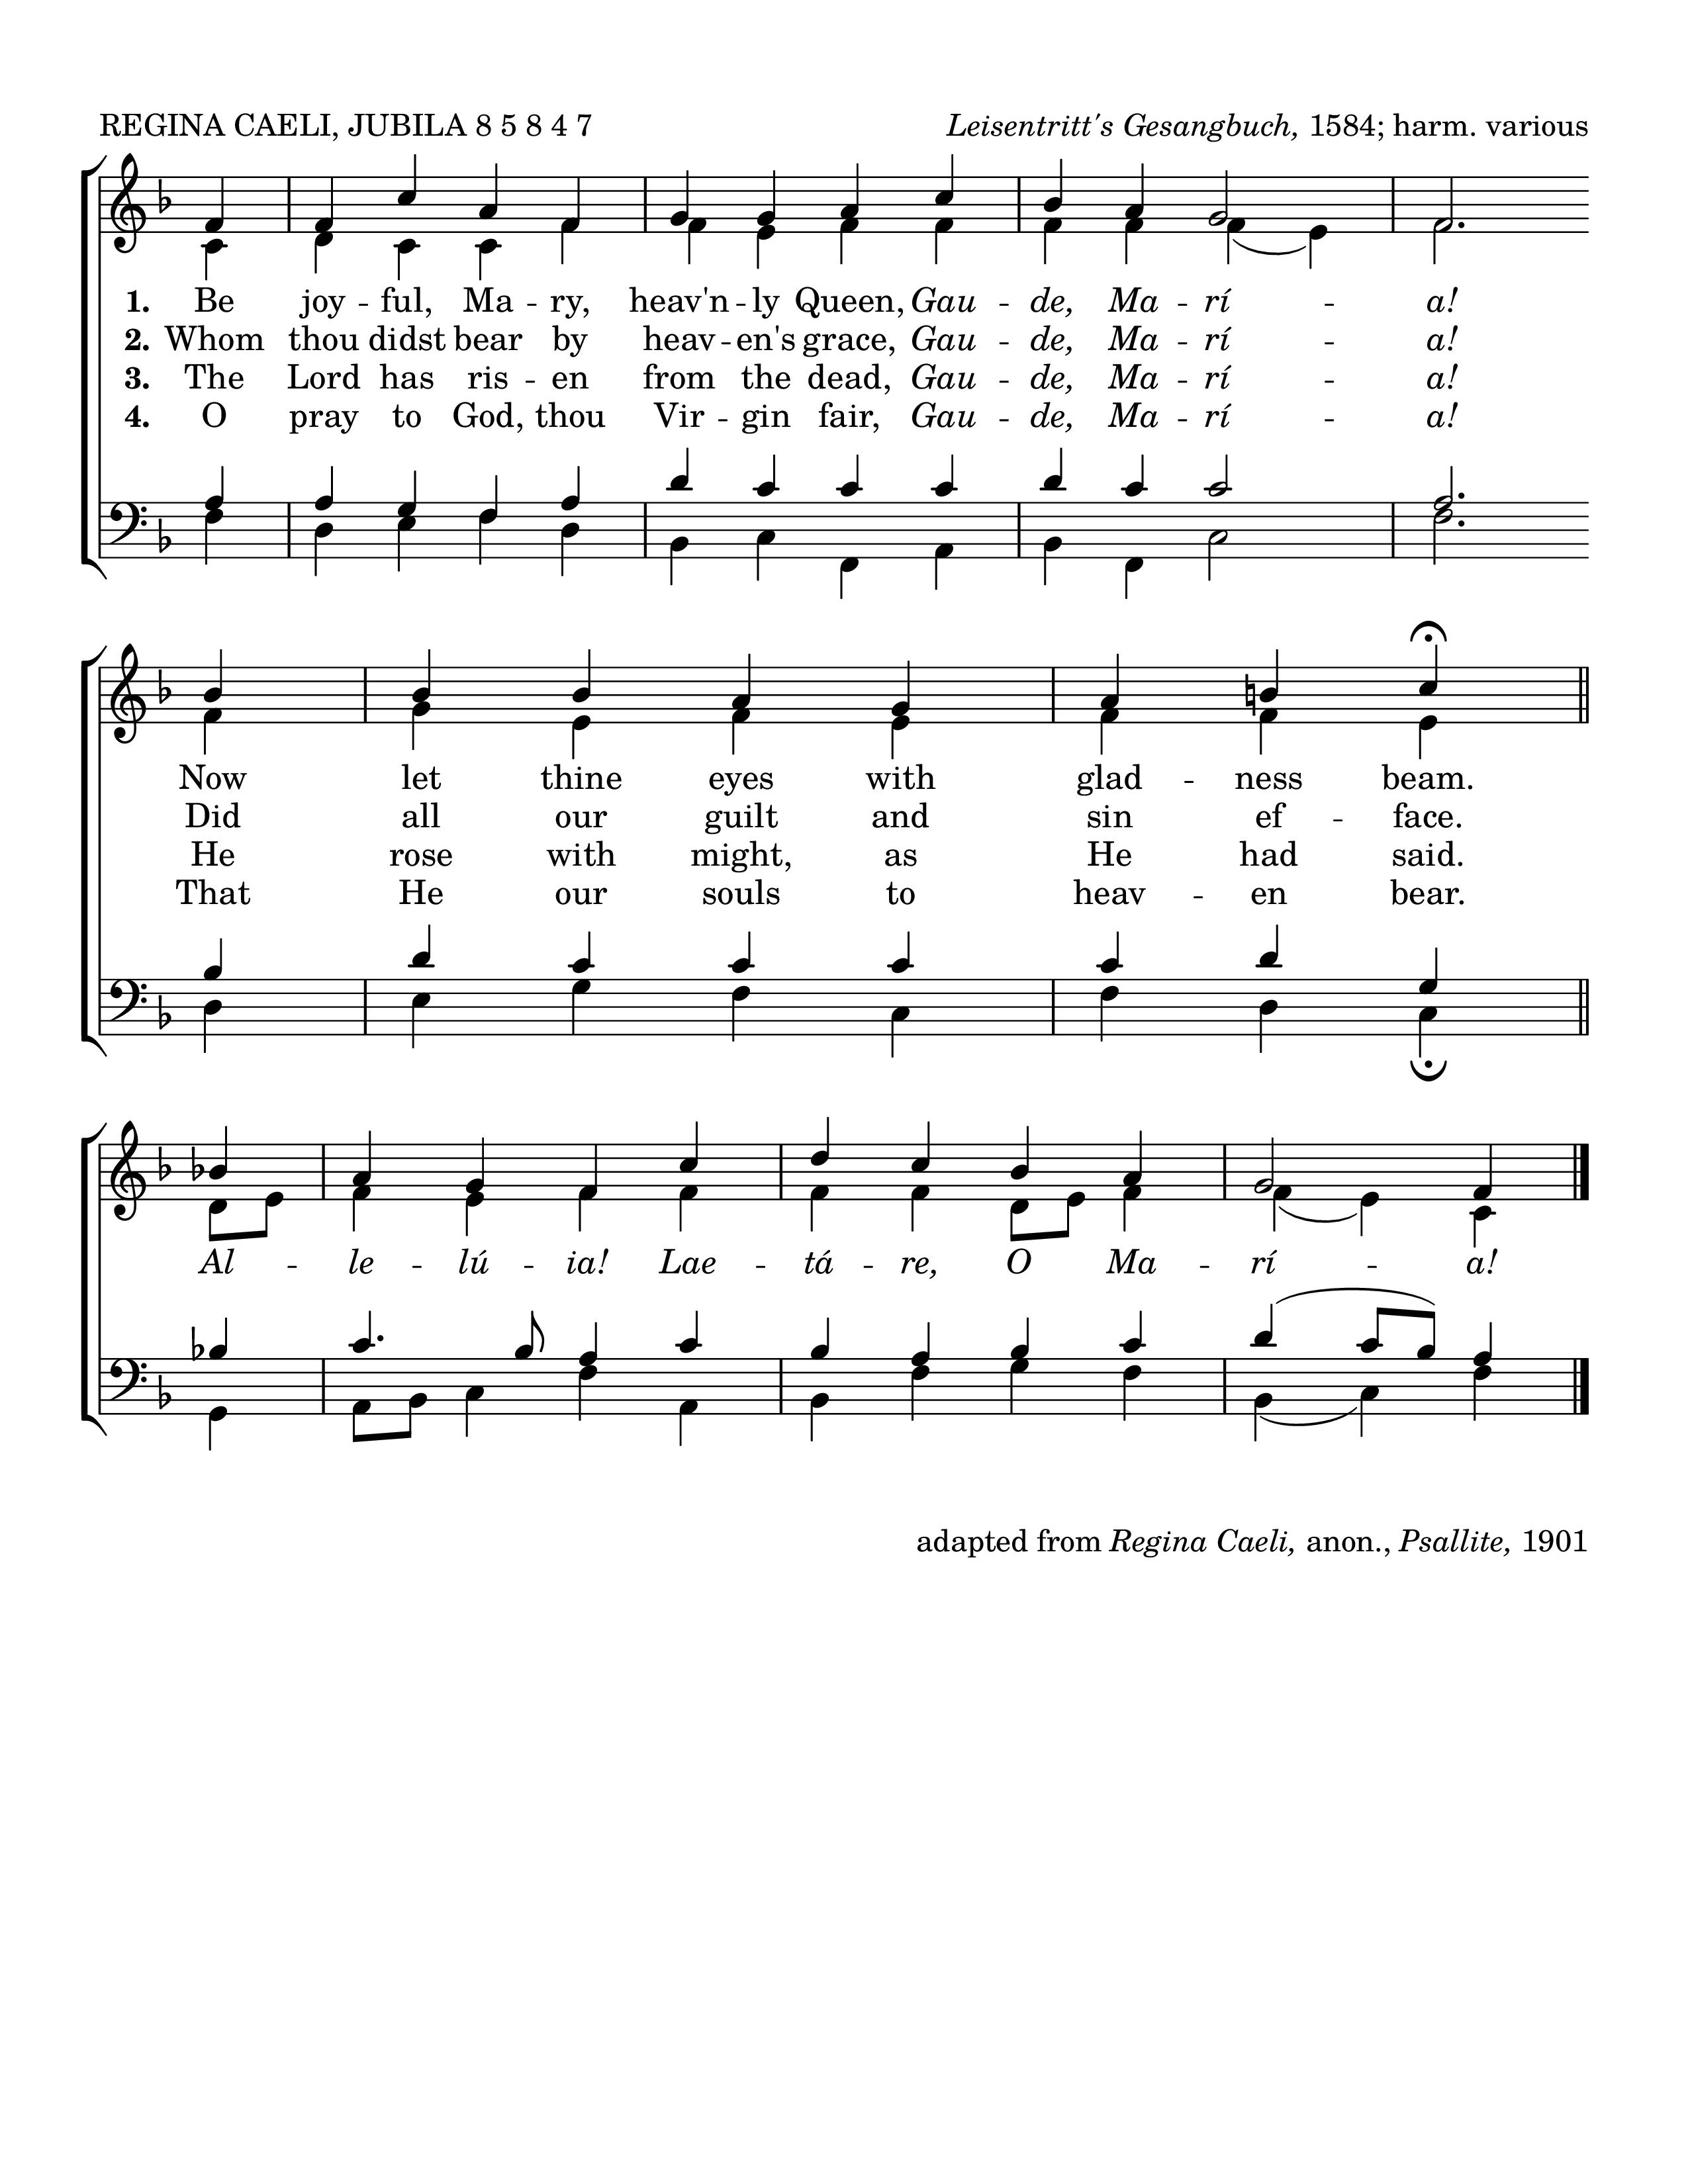 REGINA CAELI, JUBILA 8 5 8 4 7
Leisentritt's Gesangbuch, 1584; harm. various
1. Be joy - ful, Ma - ry, heav'n - ly Queen, Gau - de, Ma - rí - a!
2. Whom thou didst bear by heav - en's grace, Gau - de, Ma - rí - a!
3. The Lord has ris - en from the dead, Gau - de, Ma - rí - a!
4. O pray to God, thou Vir - gin fair, Gau - de, Ma - rí - a!
Now let thine eyes with glad - ness beam.
Did all our guilt and sin ef - face.
He rose with might, as He had said.
That He our souls to heav - en bear.
Al - le - lú - ia! Lae - tá - re, O Ma - rí - a!
adapted from Regina Caeli, anon., Psallite, 1901